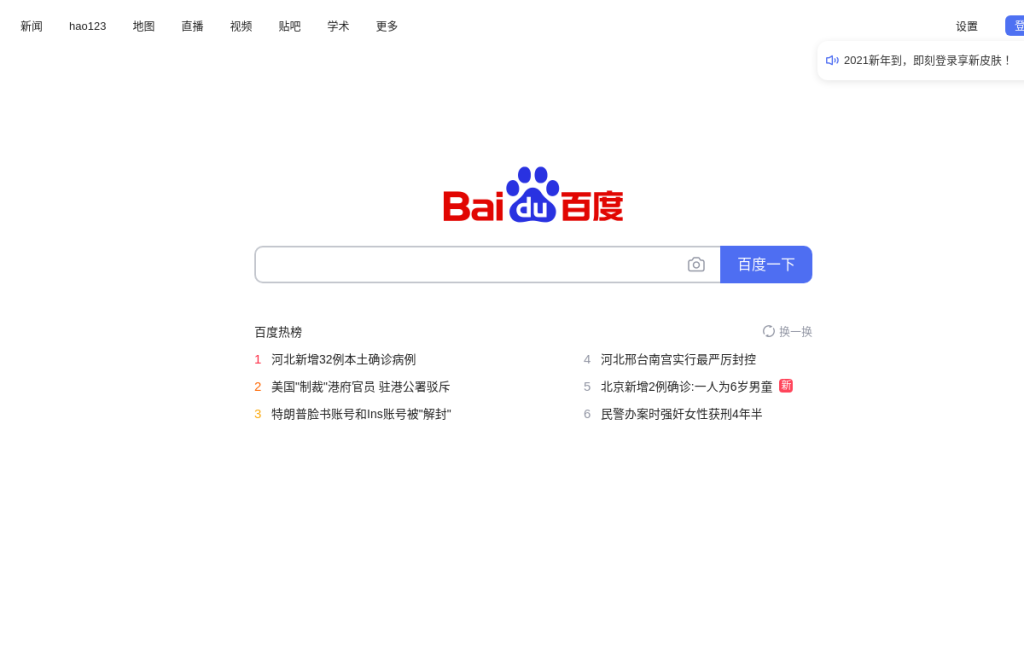 新闻 hao123 地图 直播 视频 贴吧 学术 更多 设置 登
2021新年到，即刻登录享新皮肤！
Baidu百度
百度一下
百度热榜 换一换
1 河北新增32例本土确诊病例
2 美国"制裁"港府官员 驻港公署驳斥
3 特朗普脸书账号和Ins账号被"解封"
4 河北邢台南宫实行最严厉封控
5 北京新增2例确诊:一人为6岁男童 新
6 民警办案时强奸女性获刑4年半